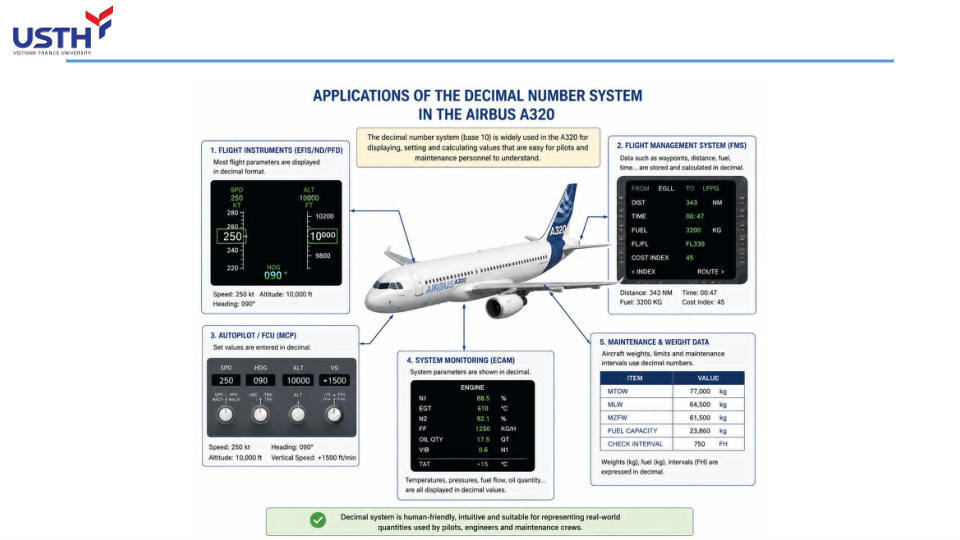 USTH
VIETNAM FRANCE UNIVERSITY
APPLICATIONS OF THE DECIMAL NUMBER SYSTEM
IN THE AIRBUS A320
The decimal number system (base 10) is widely used in the A320 for
displaying, setting and calculating values that are easy for pilots and
maintenance personnel to understand.
1. FLIGHT INSTRUMENTS (EFIS/ND/PFD)
Most flight parameters are displayed
in decimal format.
SPD ALT
250 10000
KT FT
280 10200
260
250 10000
240 9800
220
HDG
090°
Speed: 250 kt Altitude: 10,000 ft
Heading: 090°
2. FLIGHT MANAGEMENT SYSTEM (FMS)
Data such as waypoints, distance, fuel,
time... are stored and calculated in decimal.
FROM EGLL TO LFPG
DIST 343 NM
TIME 00:47
FUEL 3200 KG
FL/FL FL330
COST INDEX 45
< INDEX ROUTE >
Distance: 343 NM Time: 00:47
Fuel: 3200 KG Cost Index: 45
A320
AIRBUS A320
3. AUTOPILOT / FCU (MCP)
Set values are entered in decimal.
SPD HDG ALT VS
250 090 10000 +1500
ALT
Speed: 250 kt Heading: 090°
Altitude: 10,000 ft Vertical Speed: +1500 ft/min
4. SYSTEM MONITORING (ECAM)
System parameters are shown in decimal.
ENGINE
N1 88.5 %
EGT 610 °C
N2 92.1 %
FF 1250 KG/H
OIL QTY 17.5 QT
VIB 0.6 N1
TAT +15 °C
Temperatures, pressures, fuel flow, oil quantity...
are all displayed in decimal values.
5. MAINTENANCE & WEIGHT DATA
Aircraft weights, limits and maintenance
intervals use decimal numbers.
ITEM VALUE
MTOW 77,000 kg
MLW 64,500 kg
MZFW 61,500 kg
FUEL CAPACITY 23,860 kg
CHECK INTERVAL 750 FH
Weights (kg), fuel (kg), intervals (FH) are
expressed in decimal.
Decimal system is human-friendly, intuitive and suitable for representing real-world
quantities used by pilots, engineers and maintenance crews.